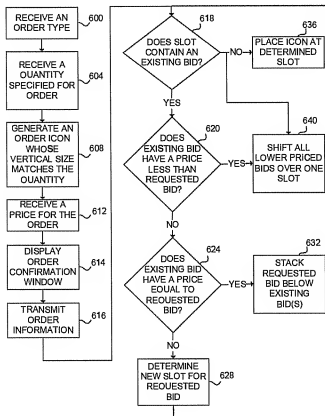 RECEIVE AN
ORDER TYPE
600
RECEIVE A
QUANTITY
SPECIFIED FOR
ORDER
604
GENERATE AN
ORDER ICON
WHOSE
VERTICAL SIZE
MATCHES THE
QUANTITY
608
RECEIVE A
PRICE FOR THE
ORDER
612
DISPLAY
ORDER
CONFIRMATION
WINDOW
614
TRANSMIT
ORDER
INFORMATION
616
618
DOES SLOT
CONTAIN AN
EXISTING BID?
NO
636
PLACE ICON AT
DETERMINED
SLOT
YES
620
DOES
EXISTING BID
HAVE A PRICE
LESS THAN
REQUESTED
BID?
YES
640
SHIFT ALL
LOWER PRICED
BIDS OVER ONE
SLOT
NO
624
DOES
EXISTING BID
HAVE A PRICE
EQUAL TO
REQUESTED
BID?
YES
632
STACK
REQUESTED
BID BELOW
EXISTING
BID(S)
NO
DETERMINE
NEW SLOT FOR
REQUESTED
BID
628